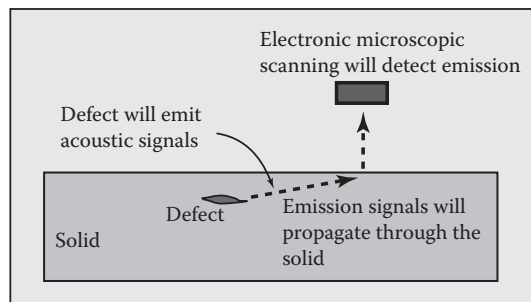 Electronic microscopic
scanning will detect emission
Defect will emit
acoustic signals
Defect
Emission signals will
propagate through the
solid
Solid